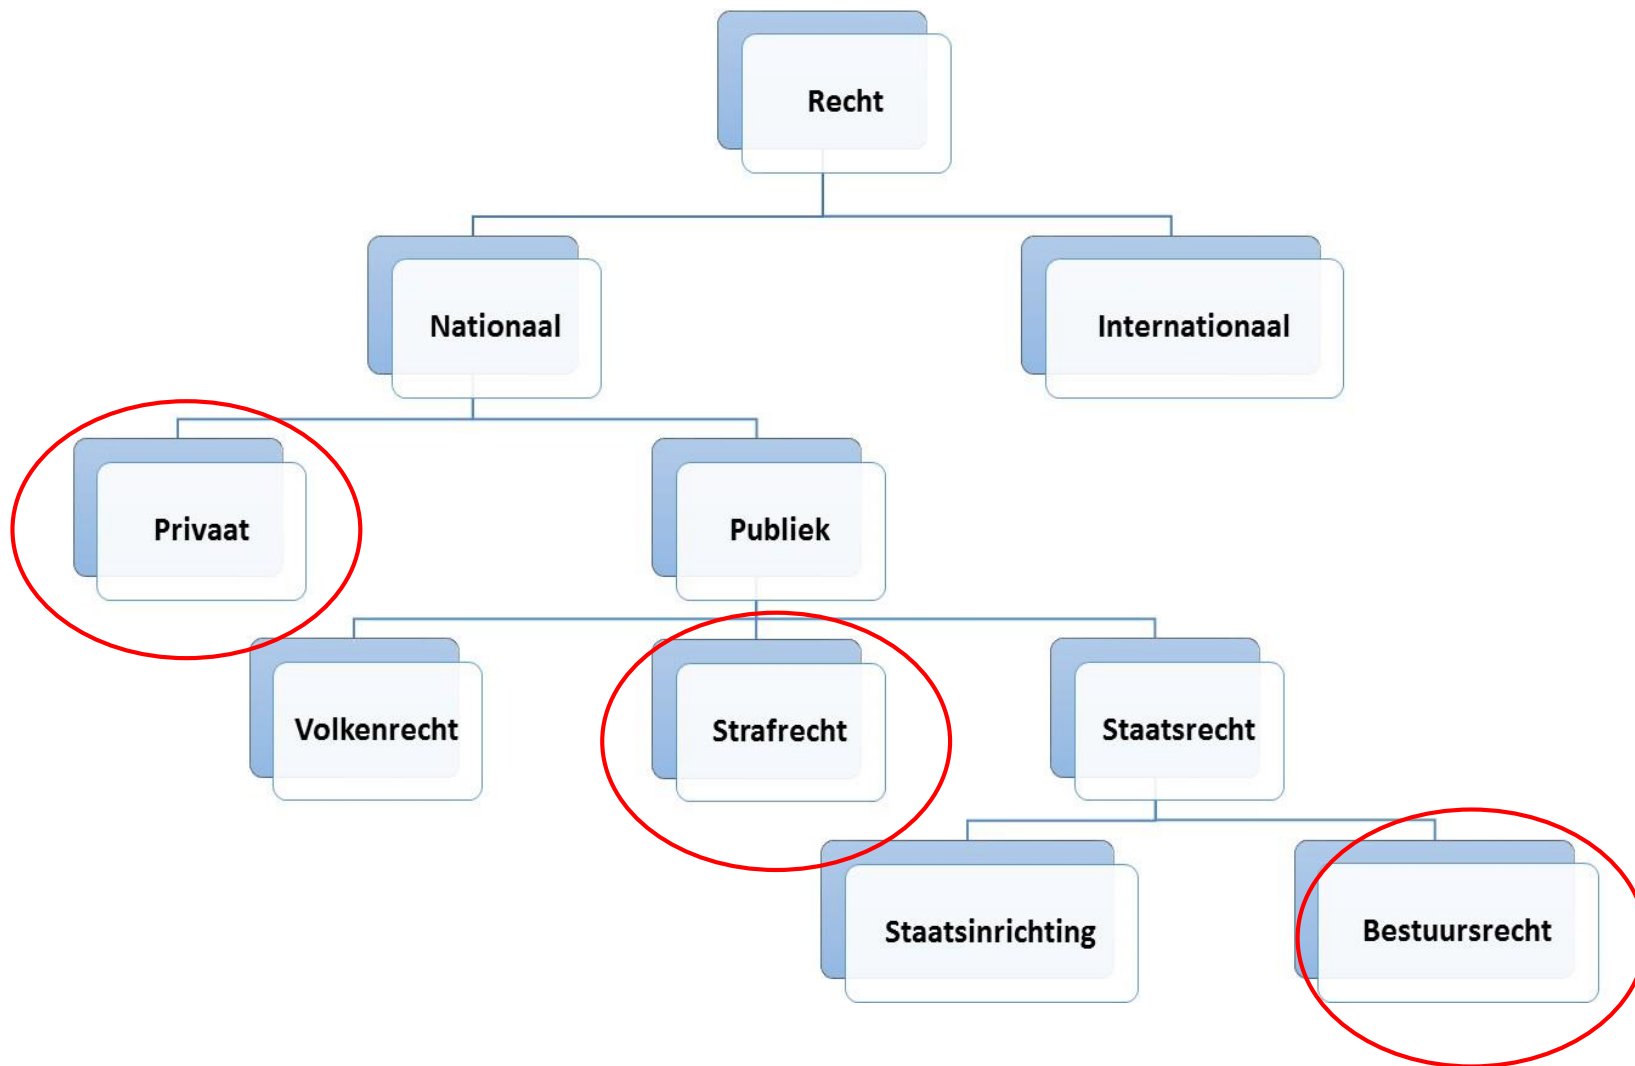 Recht
Nationaal
Internationaal
Privaat
Publiek
Volkenrecht
Strafrecht
Staatsrecht
Staatsinrichting
Bestuursrecht